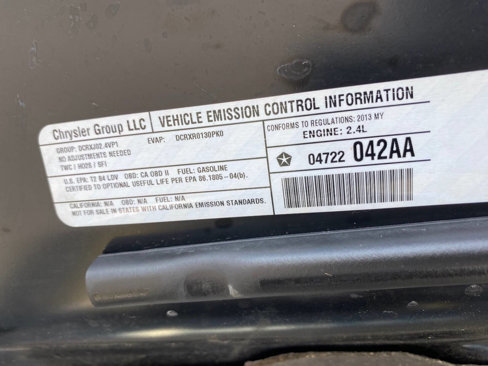 Chrysler Group LLC
VEHICLE EMISSION CONTROL INFORMATION
GROUP: DCRXJ02.4VP1
EVAP: DCRXR0130PK0
NO ADJUSTMENTS NEEDED
TWC / HO2S / SFI
U.S. EPA: T2 B4 LDV OBD: CA OBD II FUEL: GASOLINE
CERTIFIED TO OPTIONAL USEFUL LIFE PER EPA 86.1805-04(b).
CALIFORNIA: N/A OBD: N/A FUEL: N/A
NOT FOR SALE IN STATES WITH CALIFORNIA EMISSION STANDARDS.
CONFORMS TO REGULATIONS: 2013 MY
ENGINE: 2.4L
04722 042AA